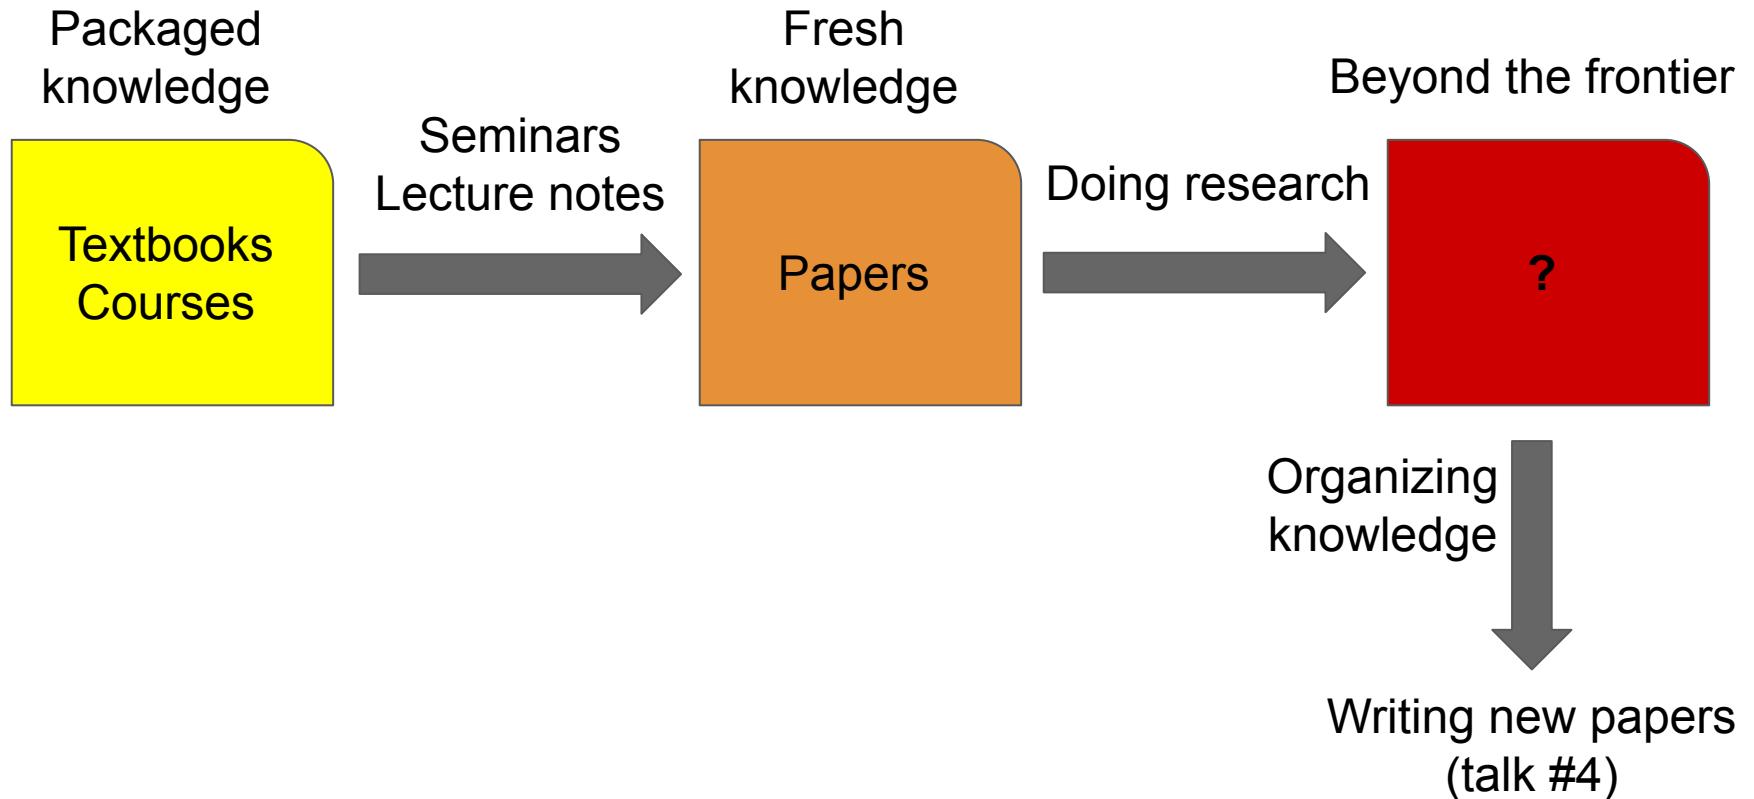 Packaged
knowledge
Textbooks
Courses
Seminars
Lecture notes
Fresh
knowledge
Papers
Doing research
Beyond the frontier
?
Organizing
knowledge
Writing new papers
(talk #4)